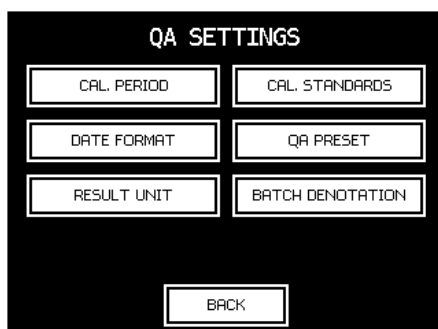 QA SETTINGS
CAL. PERIOD
CAL. STANDARDS
DATE FORMAT
QA PRESET
RESULT UNIT
BATCH DENOTATION
BACK